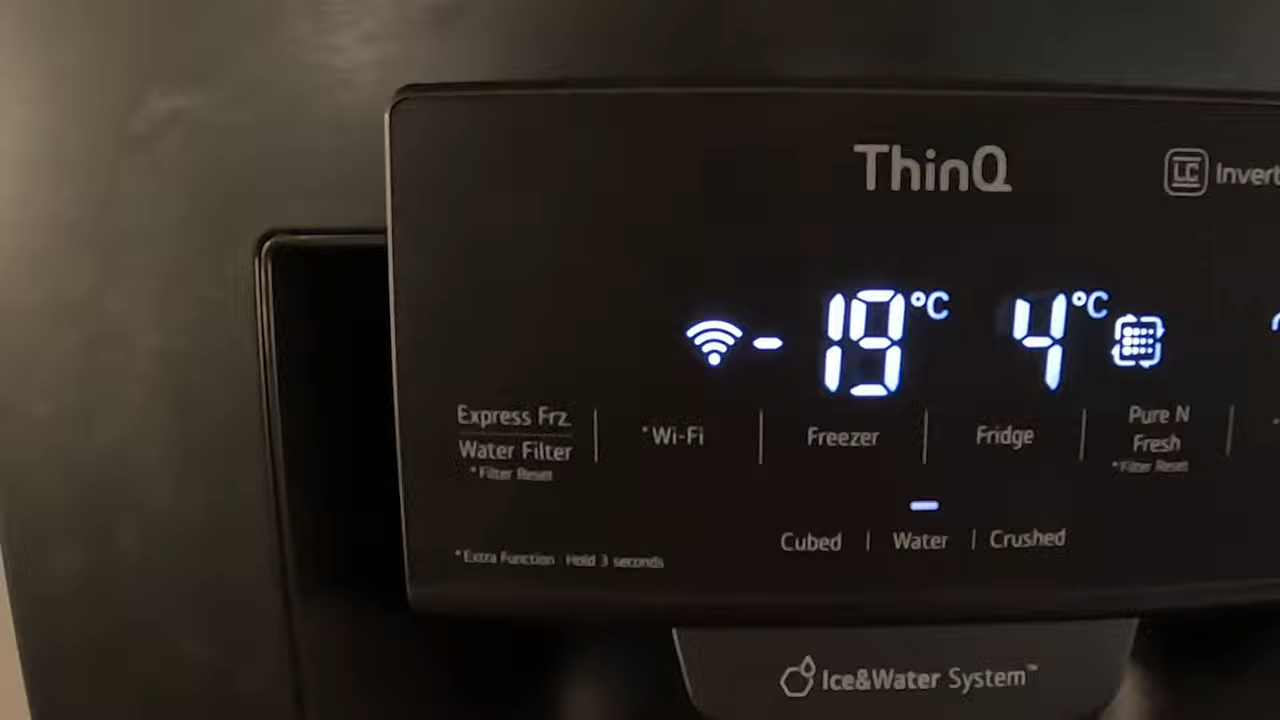 ThinQ
LC Invert
-19 °C 4 °C
Express Frz.
Water Filter
*Filter Reset
*Wi-Fi
Freezer
Fridge
Pure N
Fresh
*Filter Reset
Cubed | Water | Crushed
*Extra Function : Hold 3 seconds
Ice&Water System™